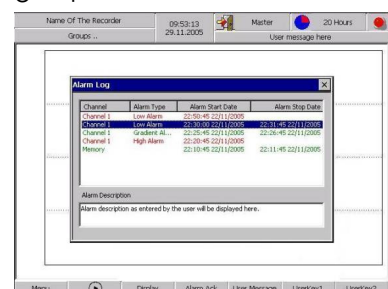 Name Of The Recorder 09:53:13 Master 20 Hours
Groups .. 29.11.2005 User message here
Alarm Log
Channel Alarm Type Alarm Start Date Alarm Stop Date
Channel 1 Low Alarm 22:50:45 22/11/2005
Channel 1 Low Alarm 22:30:00 22/11/2005 22:31:45 22/11/2005
Channel 1 Gradient Al... 22:25:45 22/11/2005 22:26:45 22/11/2005
Channel 1 High Alarm 22:20:45 22/11/2005
Memory 22:10:45 22/11/2005 22:11:45 22/11/2005
Alarm Description
Alarm description as entered by the user will be displayed here.
Menu Display Alarm Ack User Message UserKey1 UserKey2